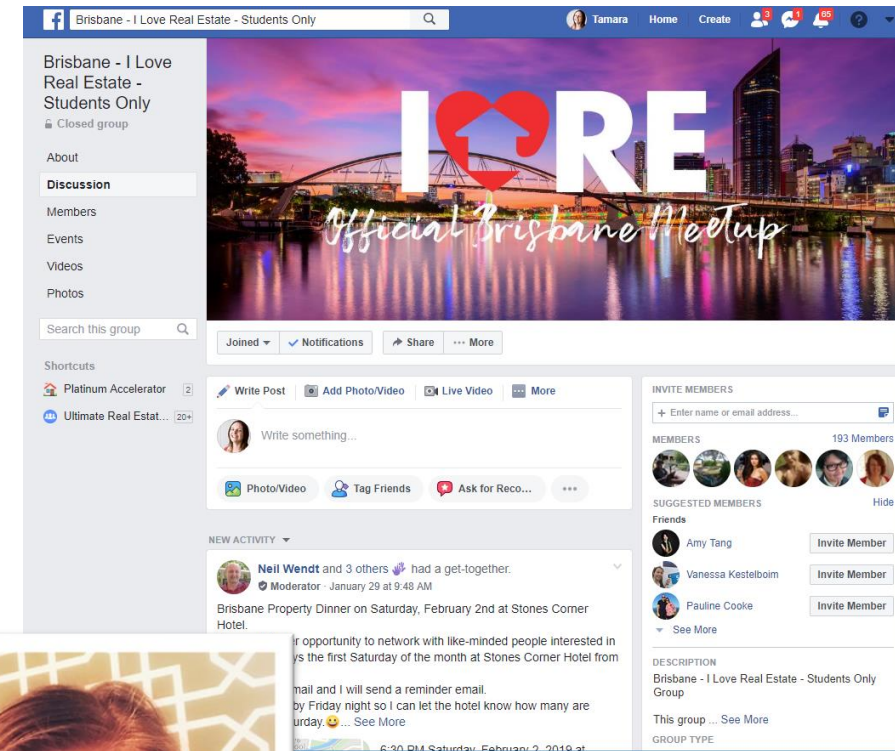 Brisbane - I Love Real Estate - Students Only
Tamara
Home
Create
3
1
65
Brisbane - I Love
Real Estate -
Students Only
Closed group
About
Discussion
Members
Events
Videos
Photos
Search this group
Shortcuts
Platinum Accelerator 2
Ultimate Real Estat... 20+
I RE
Official Brisbane Meetup
Joined
Notifications
Share
More
Write Post
Add Photo/Video
Live Video
More
Write something...
Photo/Video
Tag Friends
Ask for Reco...
NEW ACTIVITY
Neil Wendt and 3 others had a get-together.
Moderator · January 29 at 9:48 AM
Brisbane Property Dinner on Saturday, February 2nd at Stones Corner
Hotel.
opportunity to network with like-minded people interested in
the first Saturday of the month at Stones Corner Hotel from
and I will send a reminder email.
by Friday night so I can let the hotel know how many are
... See More
6:30 PM Saturday, February 2, 2019 at
INVITE MEMBERS
+ Enter name or email address...
MEMBERS
193 Members
SUGGESTED MEMBERS
Hide
Friends
Amy Tang
Invite Member
Vanessa Kestelboim
Invite Member
Pauline Cooke
Invite Member
See More
DESCRIPTION
Brisbane - I Love Real Estate - Students Only
Group
This group ... See More
GROUP TYPE